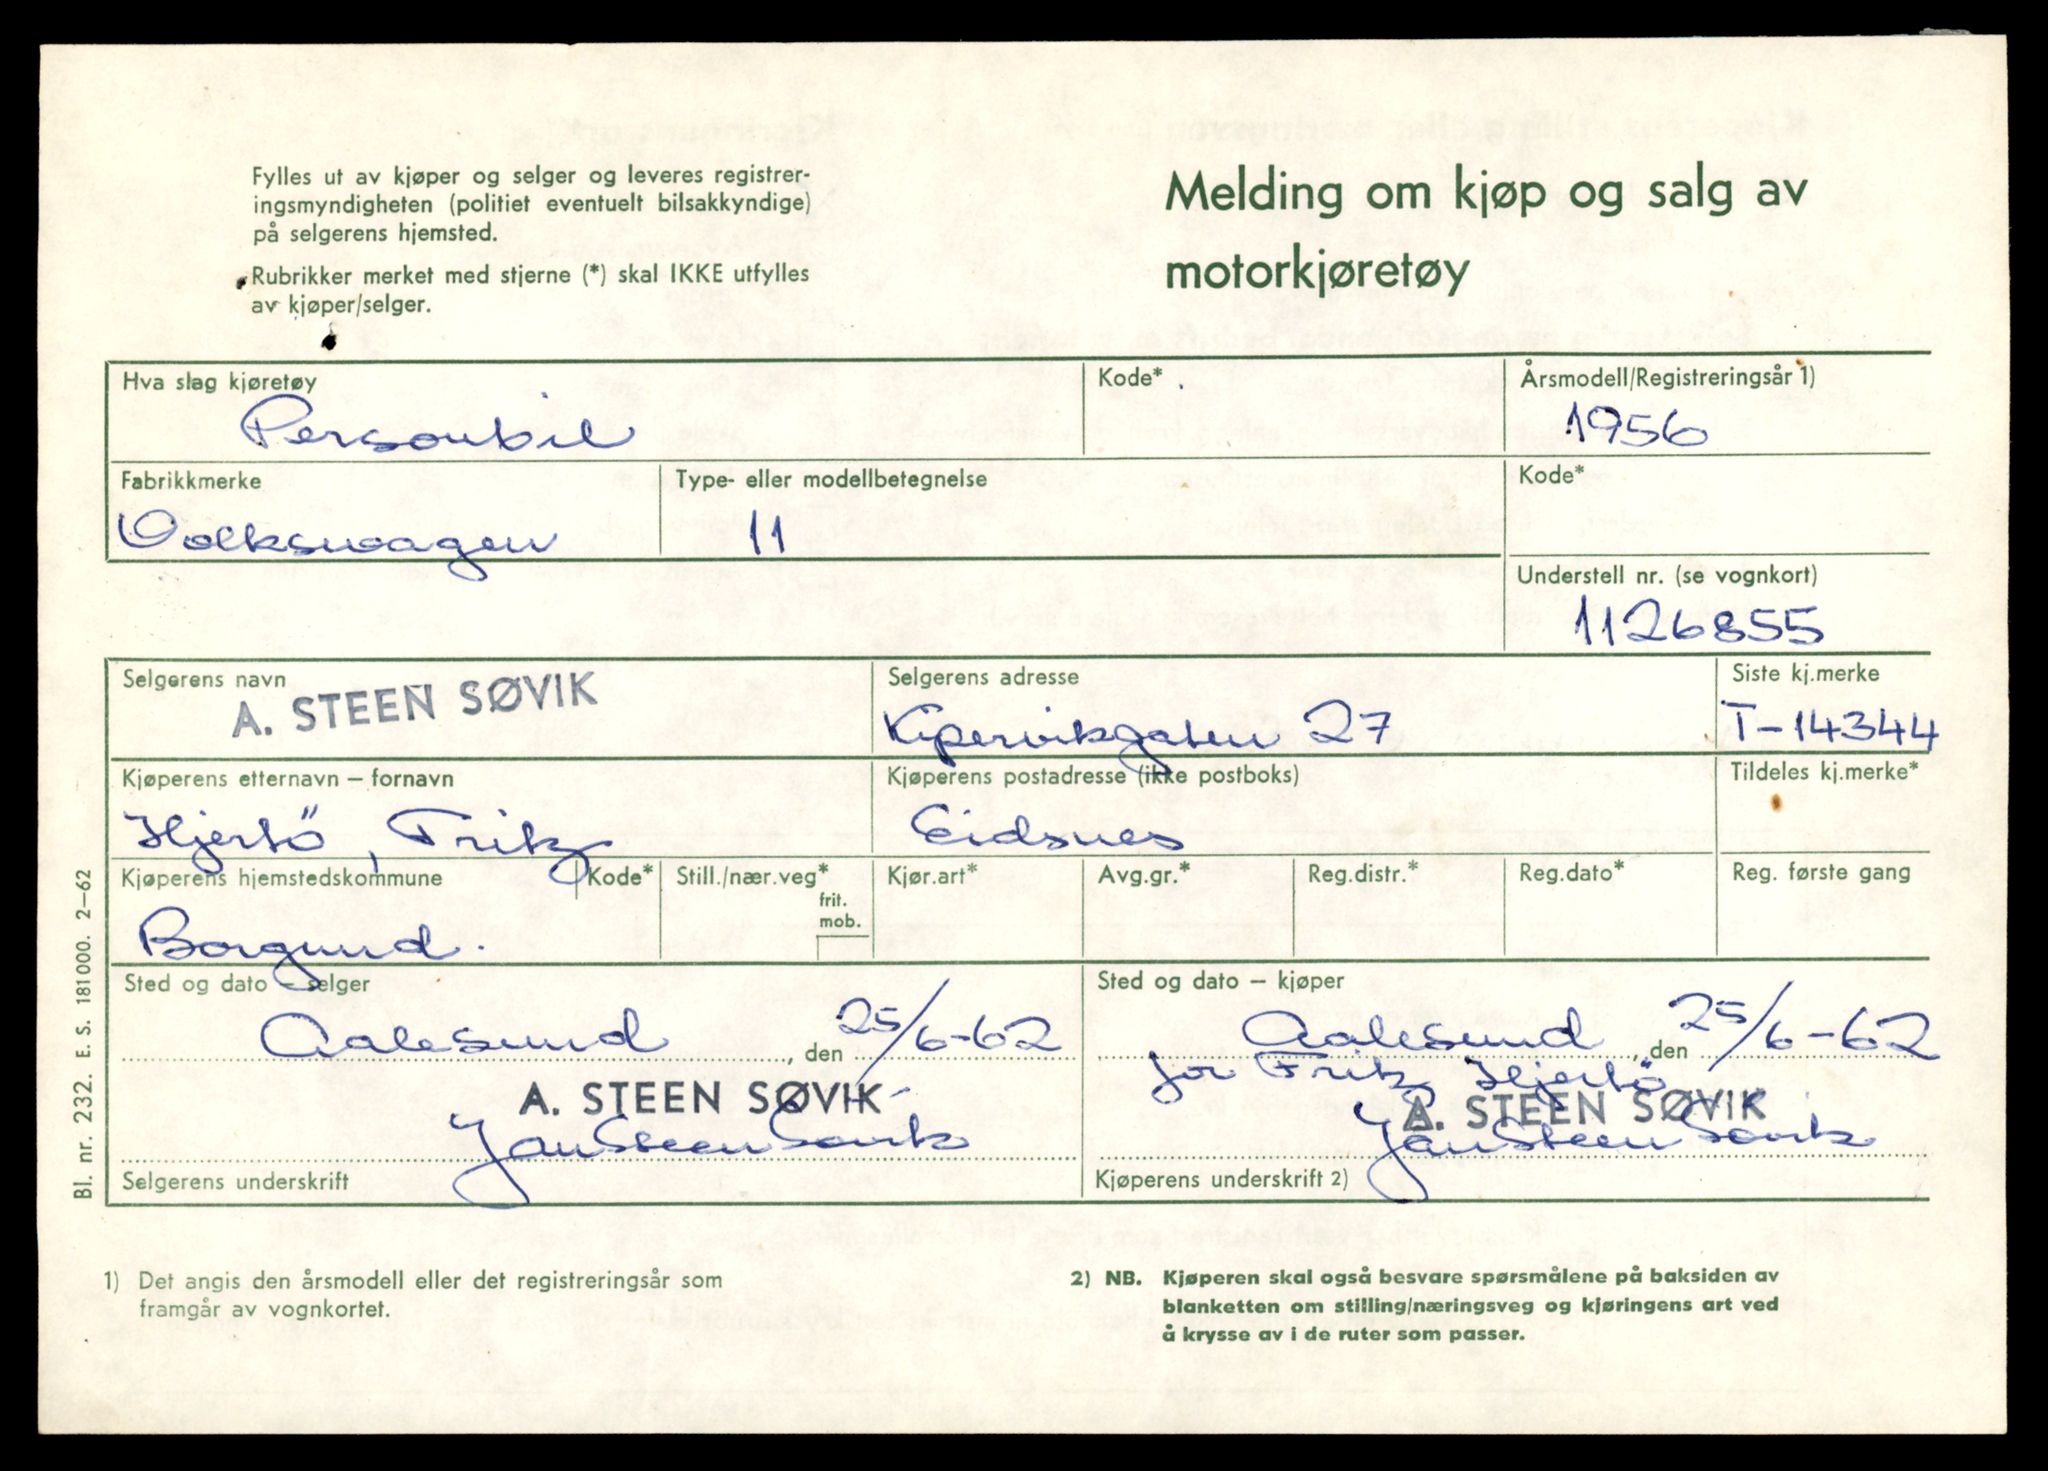 Fylles ut av kjøper og selger og leveres registrer-
ingsmyndigheten (politiet eventuelt bilsakkyndige)
på selgerens hjemsted.
Rubrikker merket med stjerne (*) skal IKKE utfylles
av kjøper/selger.
Melding om kjøp og salg av
motorkjøretøy
Hva slag kjøretøy
Personbil
Kode*
Årsmodell/Registreringsår 1)
1956
Fabrikkmerke
Volkswagen
Type- eller modellbetegnelse
11
Kode*
Understell nr. (se vognkort)
1126855
Selgerens navn
A. STEEN SØVIK
Selgerens adresse
Kipervikgaten 27
Siste kj.merke
T-14344
Kjøperens etternavn – fornavn
Hjertö, Fritz
Kjøperens postadresse (ikke postboks)
Eidsnes
Tildeles kj.merke*
Kjøperens hjemstedskommune
Borgund.
Kode*
Still./nær.veg*
frit.
mob.
Kjør.art*
Avg.gr.*
Reg.distr.*
Reg.dato*
Reg. første gang
Sted og dato – selger
Aalesund, den 25/6-62
A. STEEN SØVIK
Jan Steen Søvik
Selgerens underskrift
Sted og dato – kjøper
Aalesund, den 25/6-62
for Fritz Hjertö
A. STEEN SØVIK
Jan Steen Søvik
Kjøperens underskrift 2)
1) Det angis den årsmodell eller det registreringsår som
framgår av vognkortet.
2) NB. Kjøperen skal også besvare spørsmålene på baksiden av
blanketten om stilling/næringsveg og kjøringens art ved
å krysse av i de ruter som passer.
Bl. nr. 232. E. S. 181000. 2–62